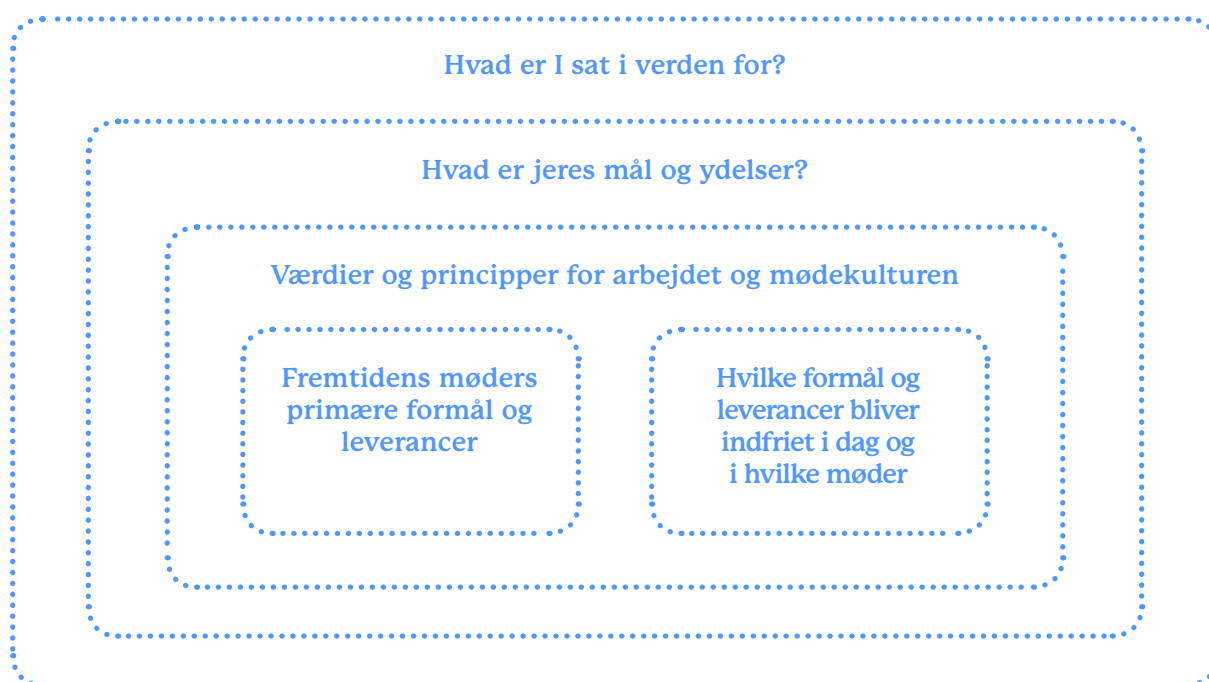 Hvad er I sat i verden for?
Hvad er jeres mål og ydelser?
Værdier og principper for arbejdet og mødekulturen
Fremtidens møders
primære formål og
leverancer
Hvilke formål og
leverancer bliver
indfriet i dag og
i hvilke møder